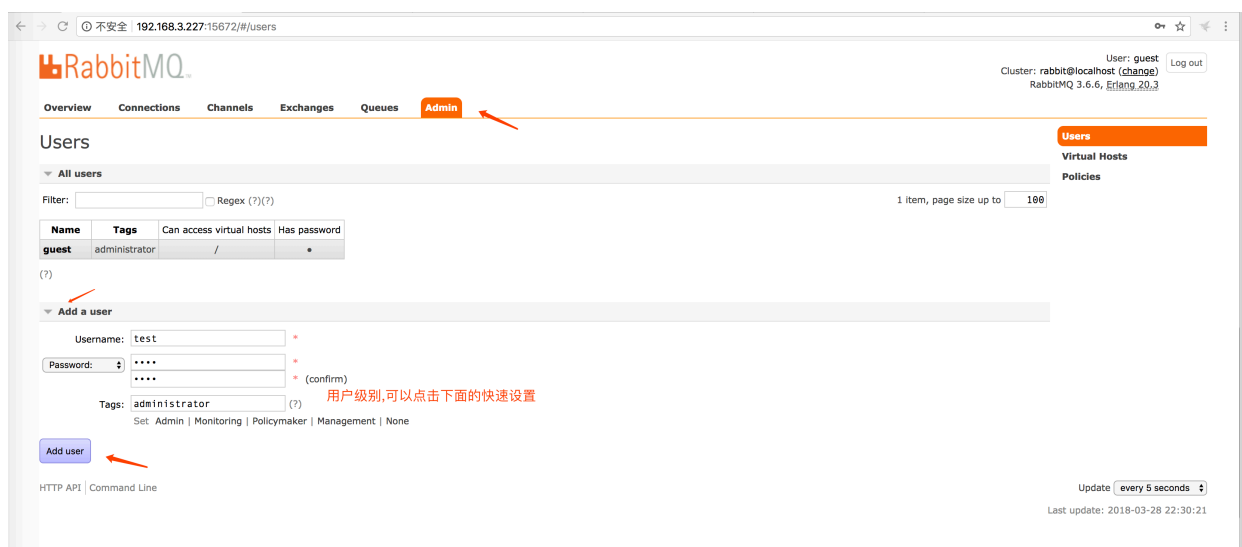 不安全 192.168.3.227:15672/#/users
RabbitMQ
User: guest
Log out
Cluster: rabbit@localhost (change)
RabbitMQ 3.6.6, Erlang 20.3
Overview Connections Channels Exchanges Queues Admin
Users
Users
Virtual Hosts
Policies
All users
Filter: Regex (?)(?) 1 item, page size up to 100
Name Tags Can access virtual hosts Has password
guest administrator / •
(?)
Add a user
Username: test *
Password: •••• *
•••• * (confirm)
用户级别,可以点击下面的快速设置
Tags: administrator (?)
Set Admin | Monitoring | Policymaker | Management | None
Add user
HTTP API Command Line
Update every 5 seconds
Last update: 2018-03-28 22:30:21